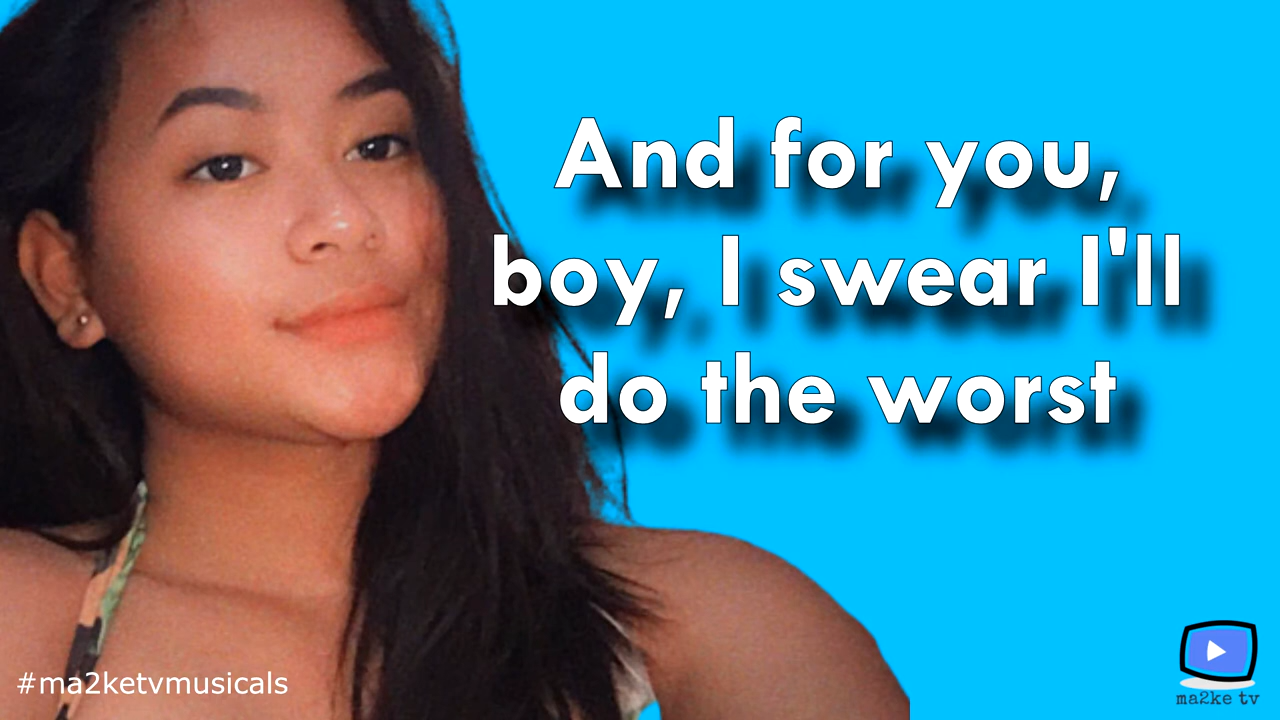 And for you,
boy, I swear I'll
do the worst
#ma2ketvmusicals
ma2ke tv